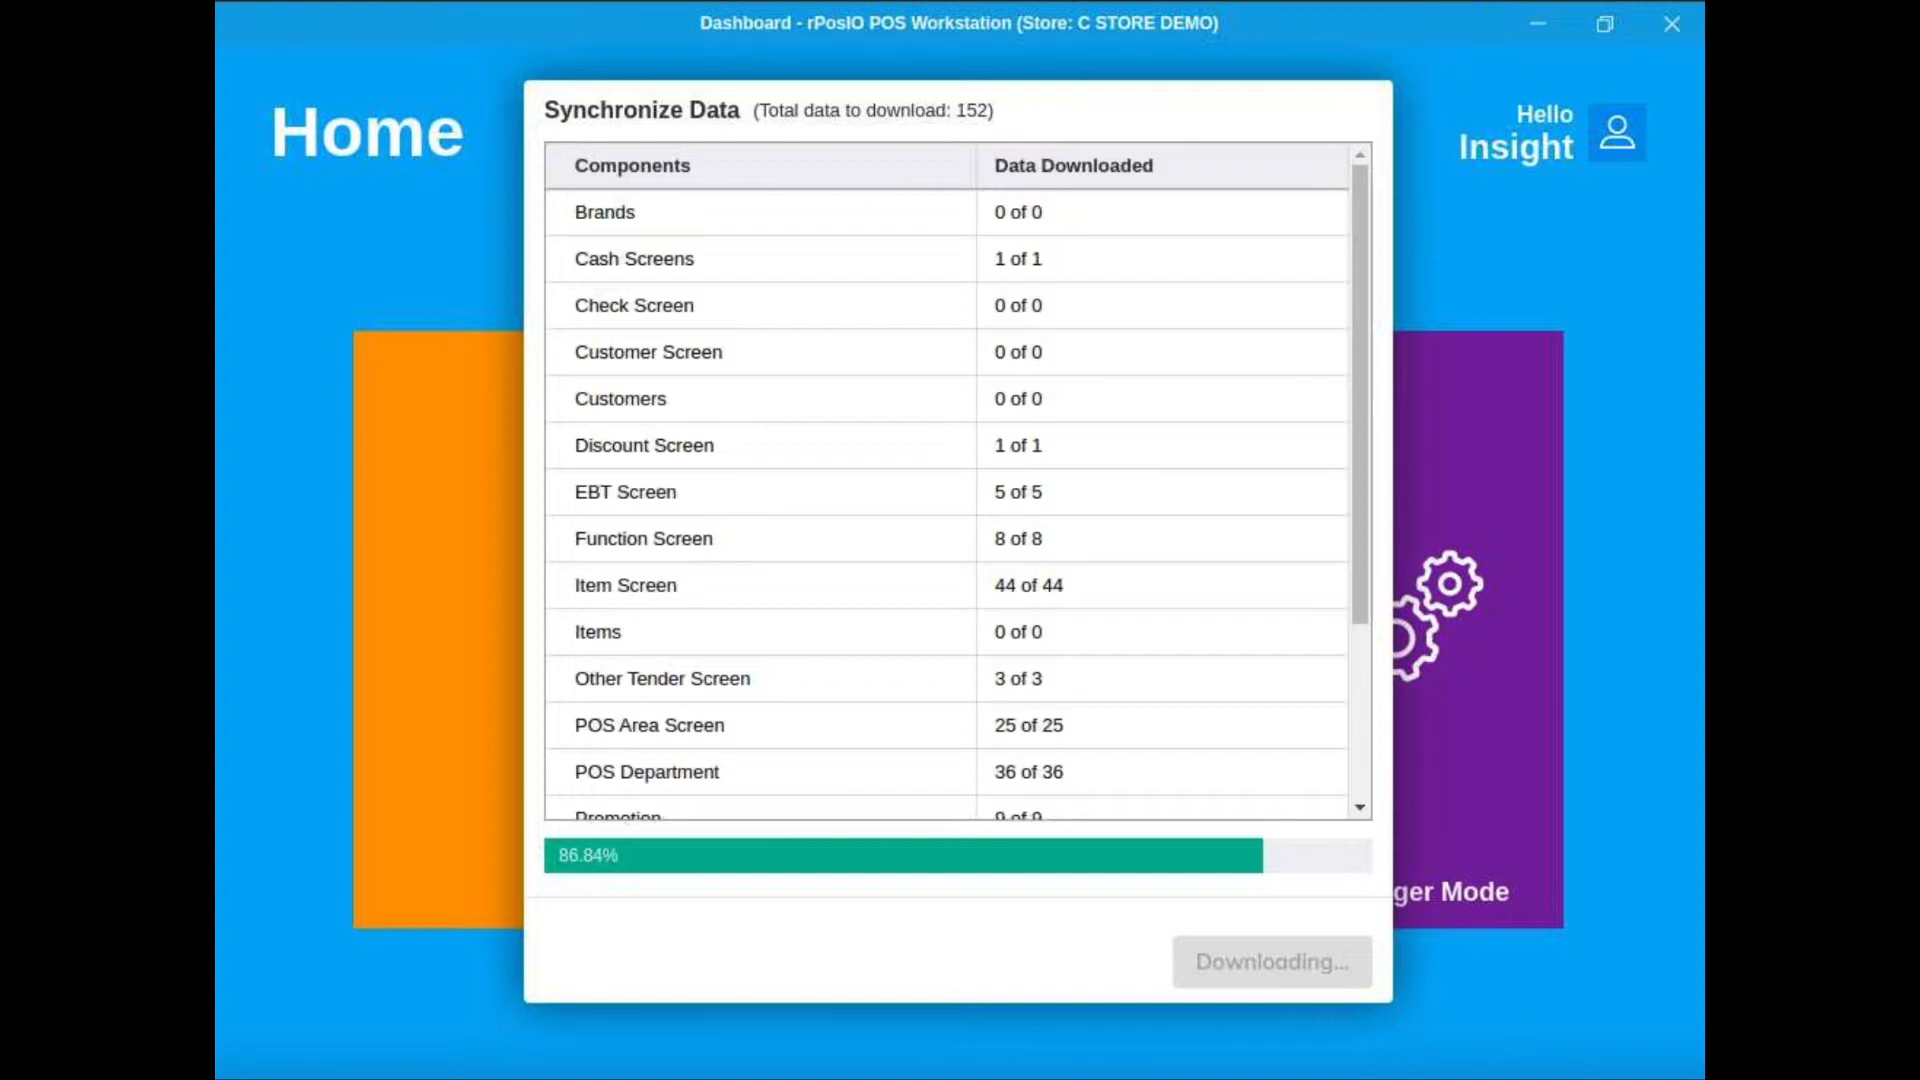 Dashboard - rPosIO POS Workstation (Store: C STORE DEMO)
Home
Hello
Insight
Synchronize Data (Total data to download: 152)
Components Data Downloaded
Brands 0 of 0
Cash Screens 1 of 1
Check Screen 0 of 0
Customer Screen 0 of 0
Customers 0 of 0
Discount Screen 1 of 1
EBT Screen 5 of 5
Function Screen 8 of 8
Item Screen 44 of 44
Items 0 of 0
Other Tender Screen 3 of 3
POS Area Screen 25 of 25
POS Department 36 of 36
Promotion 9 of 9
86.84%
ger Mode
Downloading...